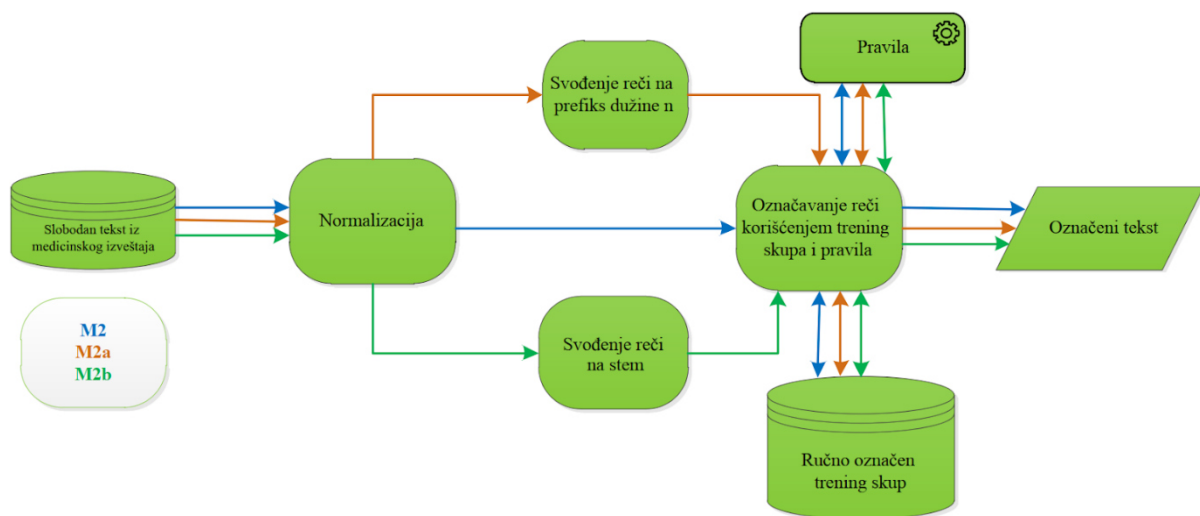 Pravila
Svođenje reči na
prefiks dužine n
Slobodan tekst iz
medicinskog izveštaja
Normalizacija
Označavanje reči
korišćenjem trening
skupa i pravila
Označeni tekst
M2
M2a
M2b
Svođenje reči
na stem
Ručno označen
trening skup